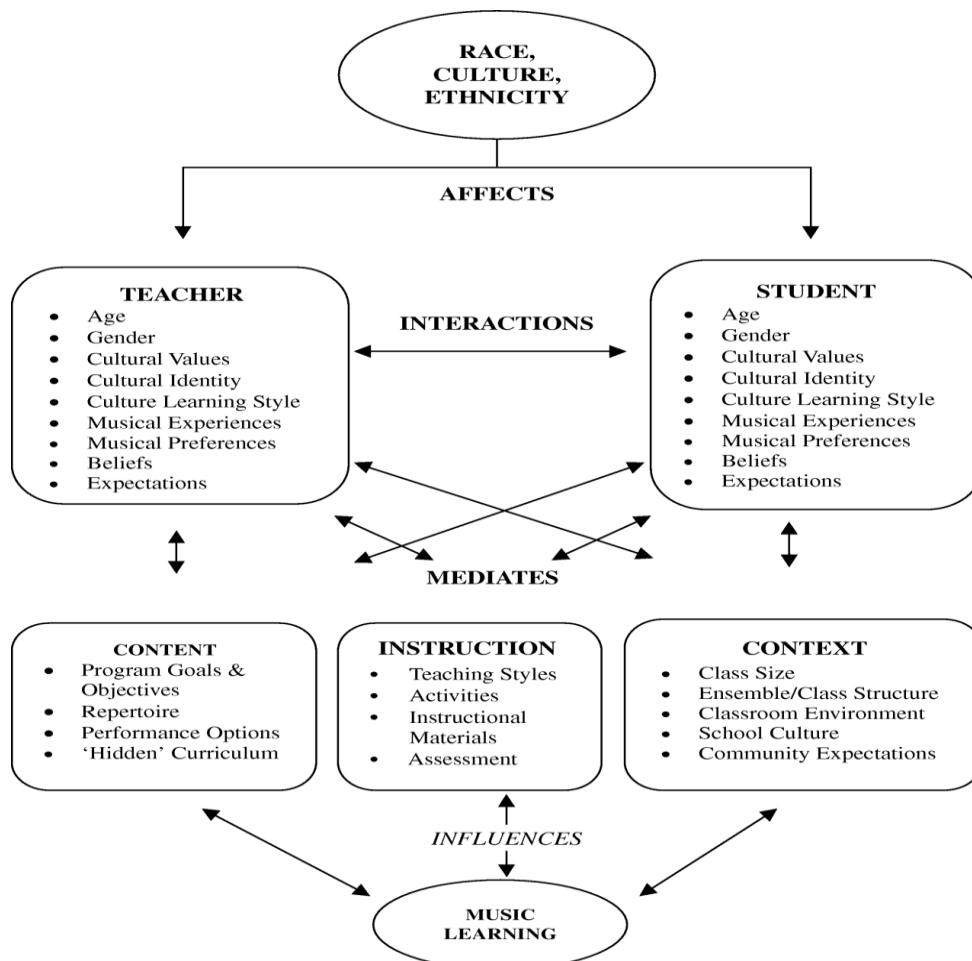 RACE,
CULTURE,
ETHNICITY
AFFECTS
TEACHER
• Age
• Gender
• Cultural Values
• Cultural Identity
• Culture Learning Style
• Musical Experiences
• Musical Preferences
• Beliefs
• Expectations
INTERACTIONS
STUDENT
• Age
• Gender
• Cultural Values
• Cultural Identity
• Culture Learning Style
• Musical Experiences
• Musical Preferences
• Beliefs
• Expectations
MEDIATES
CONTENT
• Program Goals &
Objectives
• Repertoire
• Performance Options
• ‘Hidden’ Curriculum
INSTRUCTION
• Teaching Styles
• Activities
• Instructional
Materials
• Assessment
CONTEXT
• Class Size
• Ensemble/Class Structure
• Classroom Environment
• School Culture
• Community Expectations
INFLUENCES
MUSIC
LEARNING